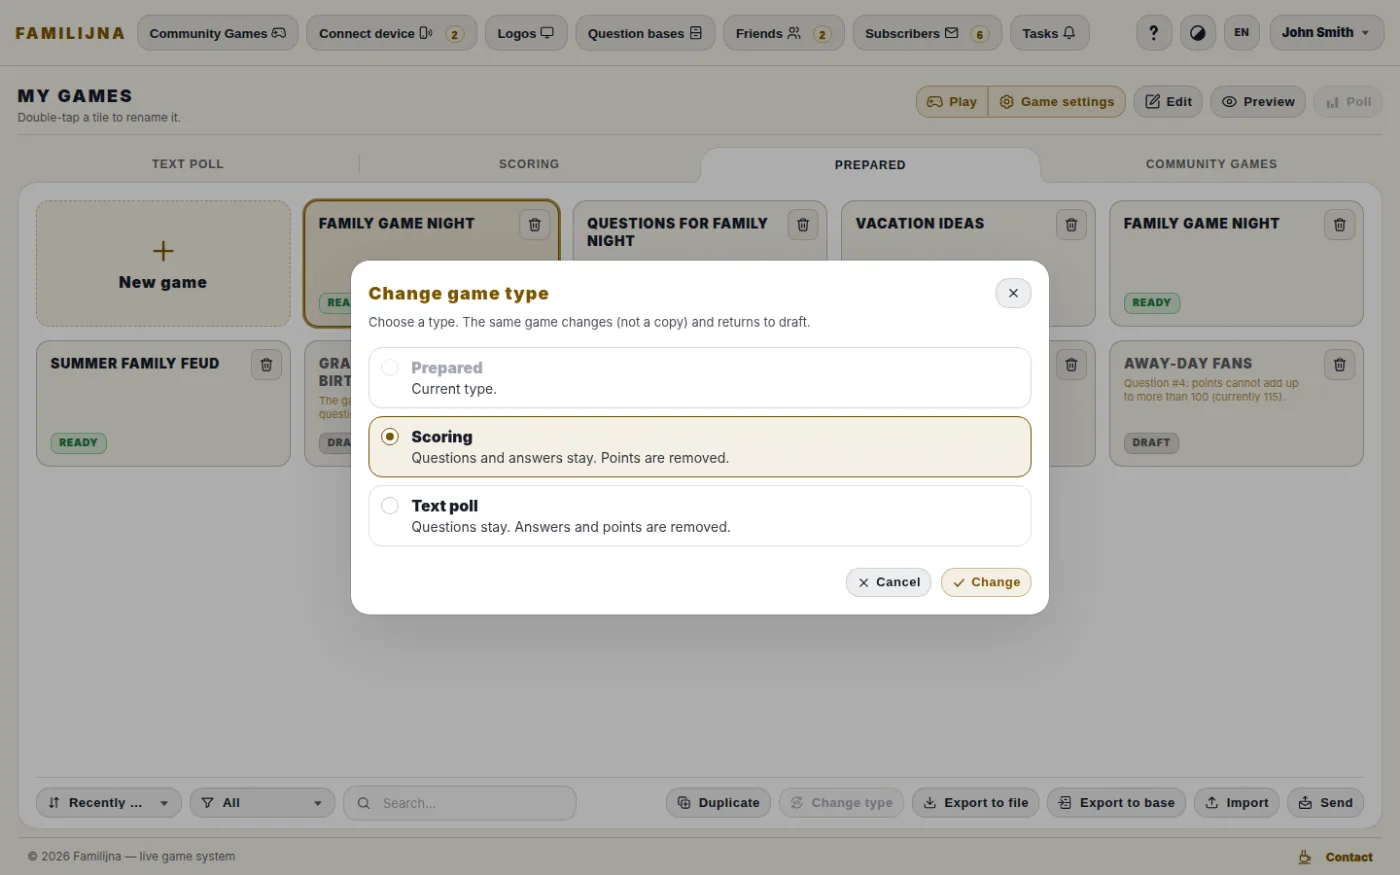 FAMILIJNA
Community Games
Connect device 2
Logos
Question bases
Friends 2
Subscribers 6
Tasks
?
EN
John Smith
MY GAMES
Double-tap a tile to rename it.
Play
Game settings
Edit
Preview
Poll
TEXT POLL
SCORING
PREPARED
COMMUNITY GAMES
New game
FAMILY GAME NIGHT
QUESTIONS FOR FAMILY
NIGHT
VACATION IDEAS
FAMILY GAME NIGHT
READY
Change game type
Choose a type. The same game changes (not a copy) and returns to draft.
Prepared
Current type.
Scoring
Questions and answers stay. Points are removed.
Text poll
Questions stay. Answers and points are removed.
Cancel
Change
SUMMER FAMILY FEUD
READY
AWAY-DAY FANS
Question #4: points cannot add up
to more than 100 (currently 115).
DRAFT
Recently ...
All
Search...
Duplicate
Change type
Export to file
Export to base
Import
Send
© 2026 Familijna — live game system
Contact